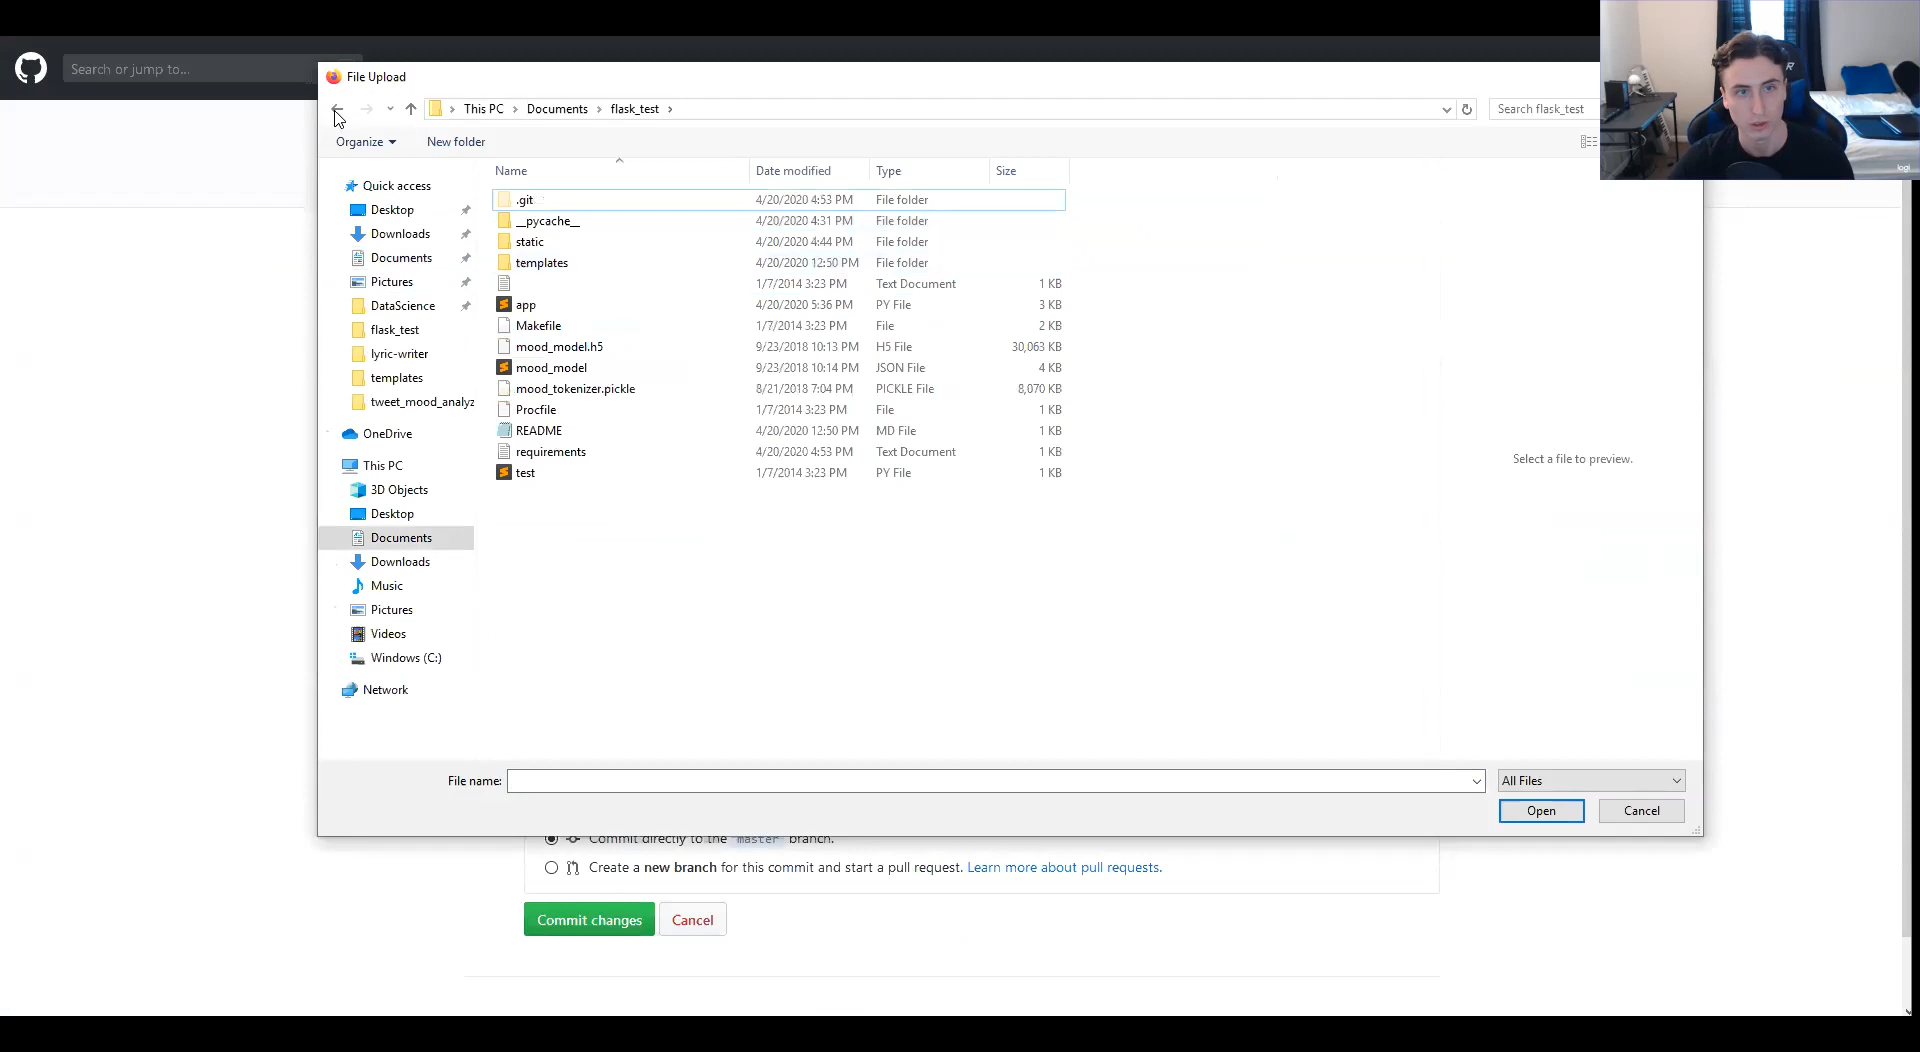 Search or jump to...
File Upload
This PC > Documents > flask_test >
Search flask_test
Organize
New folder
Name
Date modified
Type
Size
Quick access
Desktop
Downloads
Documents
Pictures
DataScience
flask_test
lyric-writer
templates
tweet_mood_analyz
OneDrive
This PC
3D Objects
Desktop
Documents
Downloads
Music
Pictures
Videos
Windows (C:)
Network
.git 4/20/2020 4:53 PM File folder
__pycache__ 4/20/2020 4:31 PM File folder
static 4/20/2020 4:44 PM File folder
templates 4/20/2020 12:50 PM File folder
1/7/2014 3:23 PM Text Document 1 KB
app 4/20/2020 5:36 PM PY File 3 KB
Makefile 1/7/2014 3:23 PM File 2 KB
mood_model.h5 9/23/2018 10:13 PM H5 File 30,063 KB
mood_model 9/23/2018 10:14 PM JSON File 4 KB
mood_tokenizer.pickle 8/21/2018 7:04 PM PICKLE File 8,070 KB
Procfile 1/7/2014 3:23 PM File 1 KB
README 4/20/2020 12:50 PM MD File 1 KB
requirements 4/20/2020 4:53 PM Text Document 1 KB
test 1/7/2014 3:23 PM PY File 1 KB
Select a file to preview.
File name:
All Files
Open
Cancel
Commit directly to the master branch.
Create a new branch for this commit and start a pull request. Learn more about pull requests.
Commit changes
Cancel
logi